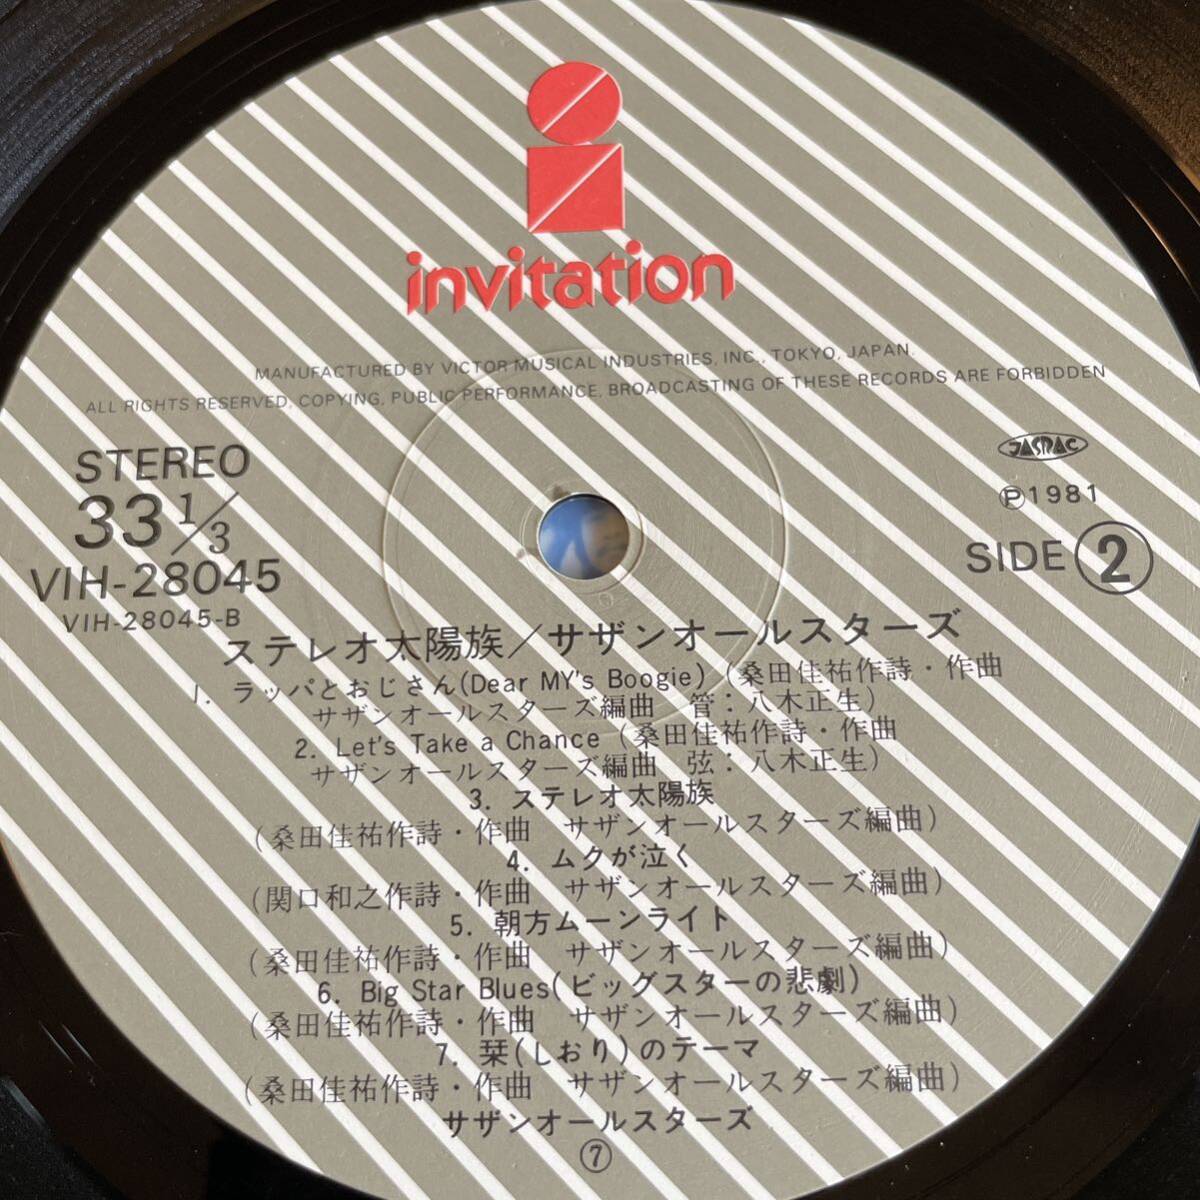 invitation
MANUFACTURED BY VICTOR MUSICAL INDUSTRIES, INC., TOKYO, JAPAN.
ALL RIGHTS RESERVED, COPYING, PUBLIC PERFORMANCE, BROADCASTING OF THESE RECORDS ARE FORBIDDEN
STEREO
33 1/3
VIH-28045
VIH-28045-B
JASRAC
Ⓟ1981
SIDE ②
ステレオ太陽族／サザンオールスターズ
1. ラッパとおじさん(Dear MY's Boogie)(桑田佳祐作詩・作曲
サザンオールスターズ編曲 管：八木正生)
2. Let's Take a Chance (桑田佳祐作詩・作曲
サザンオールスターズ編曲 弦：八木正生)
3. ステレオ太陽族
(桑田佳祐作詩・作曲 サザンオールスターズ編曲)
4. ムクが泣く
(関口和之作詩・作曲 サザンオールスターズ編曲)
5. 朝方ムーンライト
(桑田佳祐作詩・作曲 サザンオールスターズ編曲)
6. Big Star Blues(ビッグスターの悲劇)
(桑田佳祐作詩・作曲 サザンオールスターズ編曲)
7. 栞(しおり)のテーマ
(桑田佳祐作詩・作曲 サザンオールスターズ編曲)
サザンオールスターズ
⑦